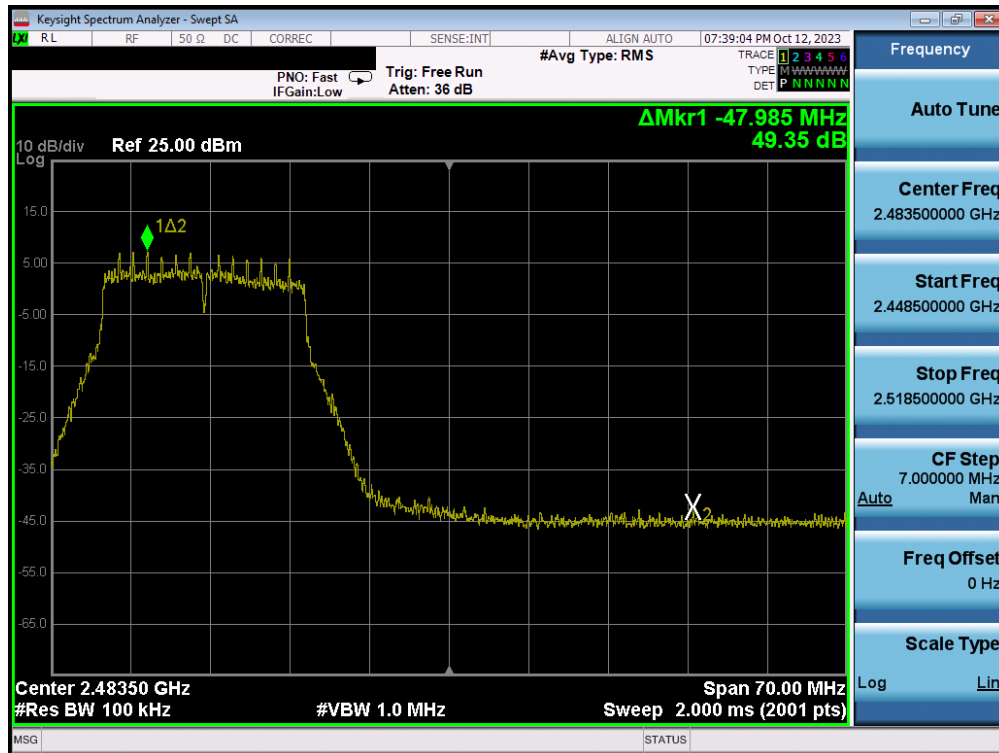 Keysight Spectrum Analyzer - Swept SA
LXI RL RF 50 Ω DC CORREC SENSE:INT ALIGN AUTO 07:39:04 PM Oct 12, 2023
#Avg Type: RMS
TRACE 1 2 3 4 5 6
PNO: Fast Trig: Free Run
TYPE M WWWWW
IFGain:Low Atten: 36 dB
DET P N N N N N
ΔMkr1 -47.985 MHz
49.35 dB
10 dB/div Ref 25.00 dBm
Log
15.0
1Δ2
5.00
-5.00
-15.0
-25.0
-35.0
X2
-45.0
-55.0
-65.0
Center 2.48350 GHz Span 70.00 MHz
#Res BW 100 kHz #VBW 1.0 MHz Sweep 2.000 ms (2001 pts)
MSG STATUS
Frequency
Auto Tune
Center Freq
2.483500000 GHz
Start Freq
2.448500000 GHz
Stop Freq
2.518500000 GHz
CF Step
7.000000 MHz
Auto Man
Freq Offset
0 Hz
Scale Type
Log Lin